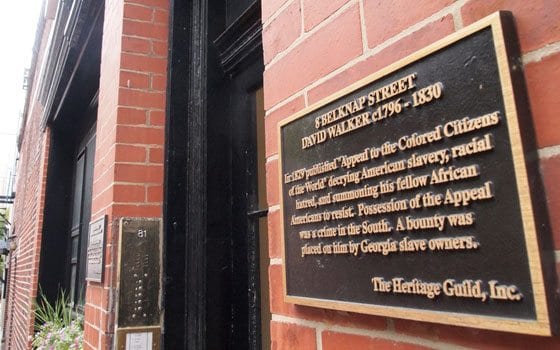 8 BELKNAP STREET
DAVID WALKER c1796 - 1830
In 1829 published "Appeal to the Colored Citizens
of the World" decrying American slavery, racial
hatred, and summoning his fellow African
Americans to resist. Possession of the Appeal
was a crime in the South. A bounty was
placed on him by Georgia slave owners.
The Heritage Guild, Inc.
81